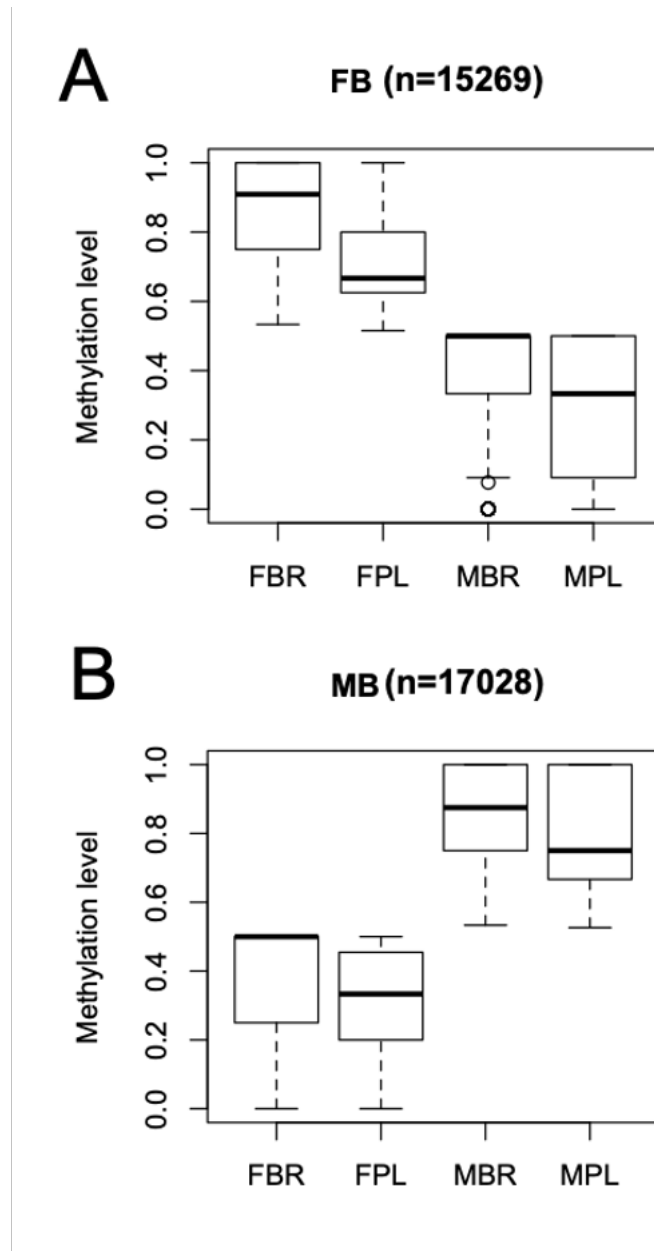 A
FB (n=15269)
Methylation level
1.0
0.8
0.6
0.4
0.2
0.0
FBR FPL MBR MPL
B
MB (n=17028)
Methylation level
1.0
0.8
0.6
0.4
0.2
0.0
FBR FPL MBR MPL